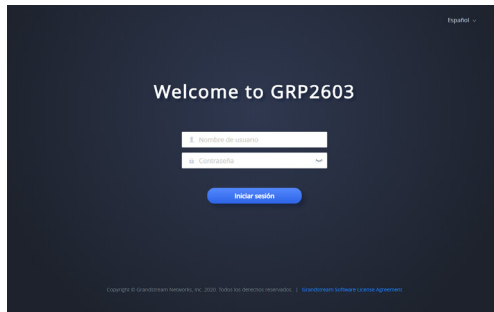 Español
Welcome to GRP2603
Nombre de usuario
Contraseña
Iniciar sesión
Copyright © Grandstream Networks, Inc. 2020. Todos los derechos reservados. | Grandstream Software License Agreement